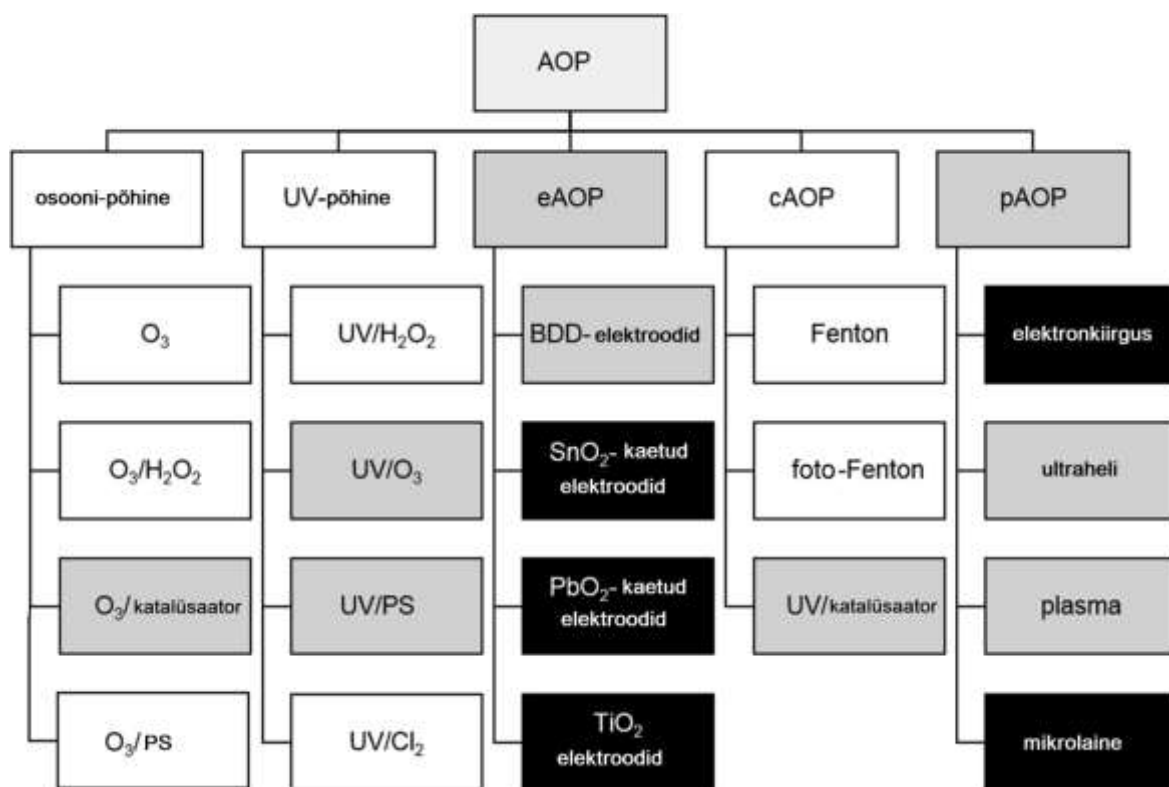 AOP
osooni-põhine
UV-põhine
eAOP
cAOP
pAOP
O₃
UV/H₂O₂
BDD- elektroodid
Fenton
elektronkiirgus
O₃/H₂O₂
UV/O₃
SnO₂- kaetud
elektroodid
foto-Fenton
ultraheli
O₃/ katalüsaator
UV/PS
PbO₂- kaetud
elektroodid
UV/katalüsaator
plasma
O₃/PS
UV/Cl₂
TiO₂
elektroodid
mikrolaine